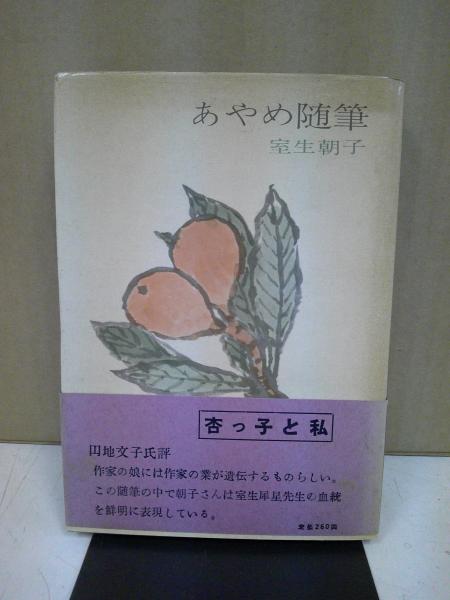 あやめ随筆
室生朝子
杏っ子と私
円地文子氏評
作家の娘には作家の業が遺伝するものらしい。
この随筆の中で朝子さんは室生犀星先生の血統
を鮮明に表現している。
定価260円